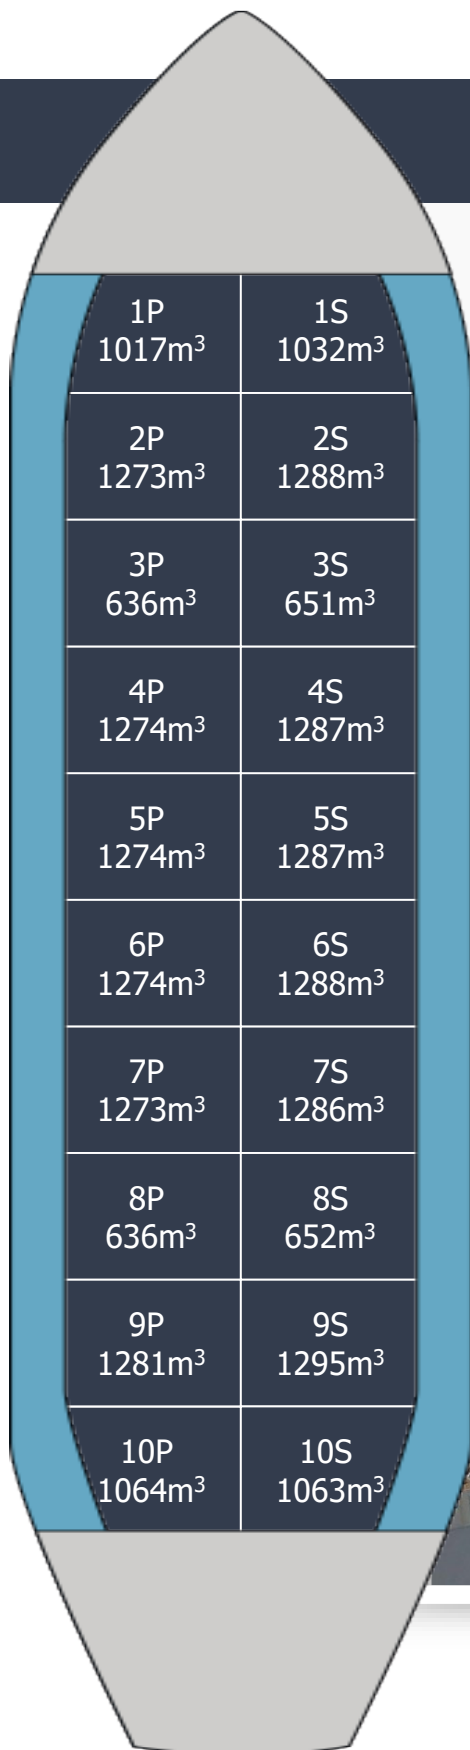 1P 1S
1017m³ 1032m³
2P 2S
1273m³ 1288m³
3P 3S
636m³ 651m³
4P 4S
1274m³ 1287m³
5P 5S
1274m³ 1287m³
6P 6S
1274m³ 1288m³
7P 7S
1273m³ 1286m³
8P 8S
636m³ 652m³
9P 9S
1281m³ 1295m³
10P 10S
1064m³ 1063m³